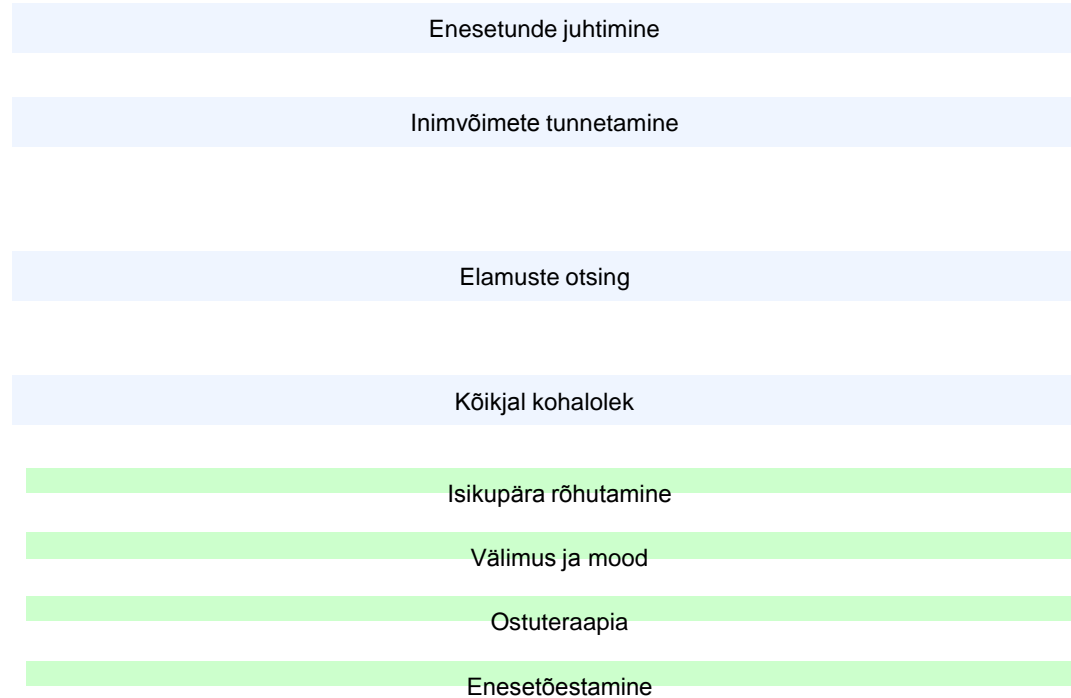 Enesetunde juhtimine
Inimvõimete tunnetamine
Elamuste otsing
Kõikjal kohalolek
Isikupära rõhutamine
Välimus ja mood
Ostuteraapia
Enesetõestamine